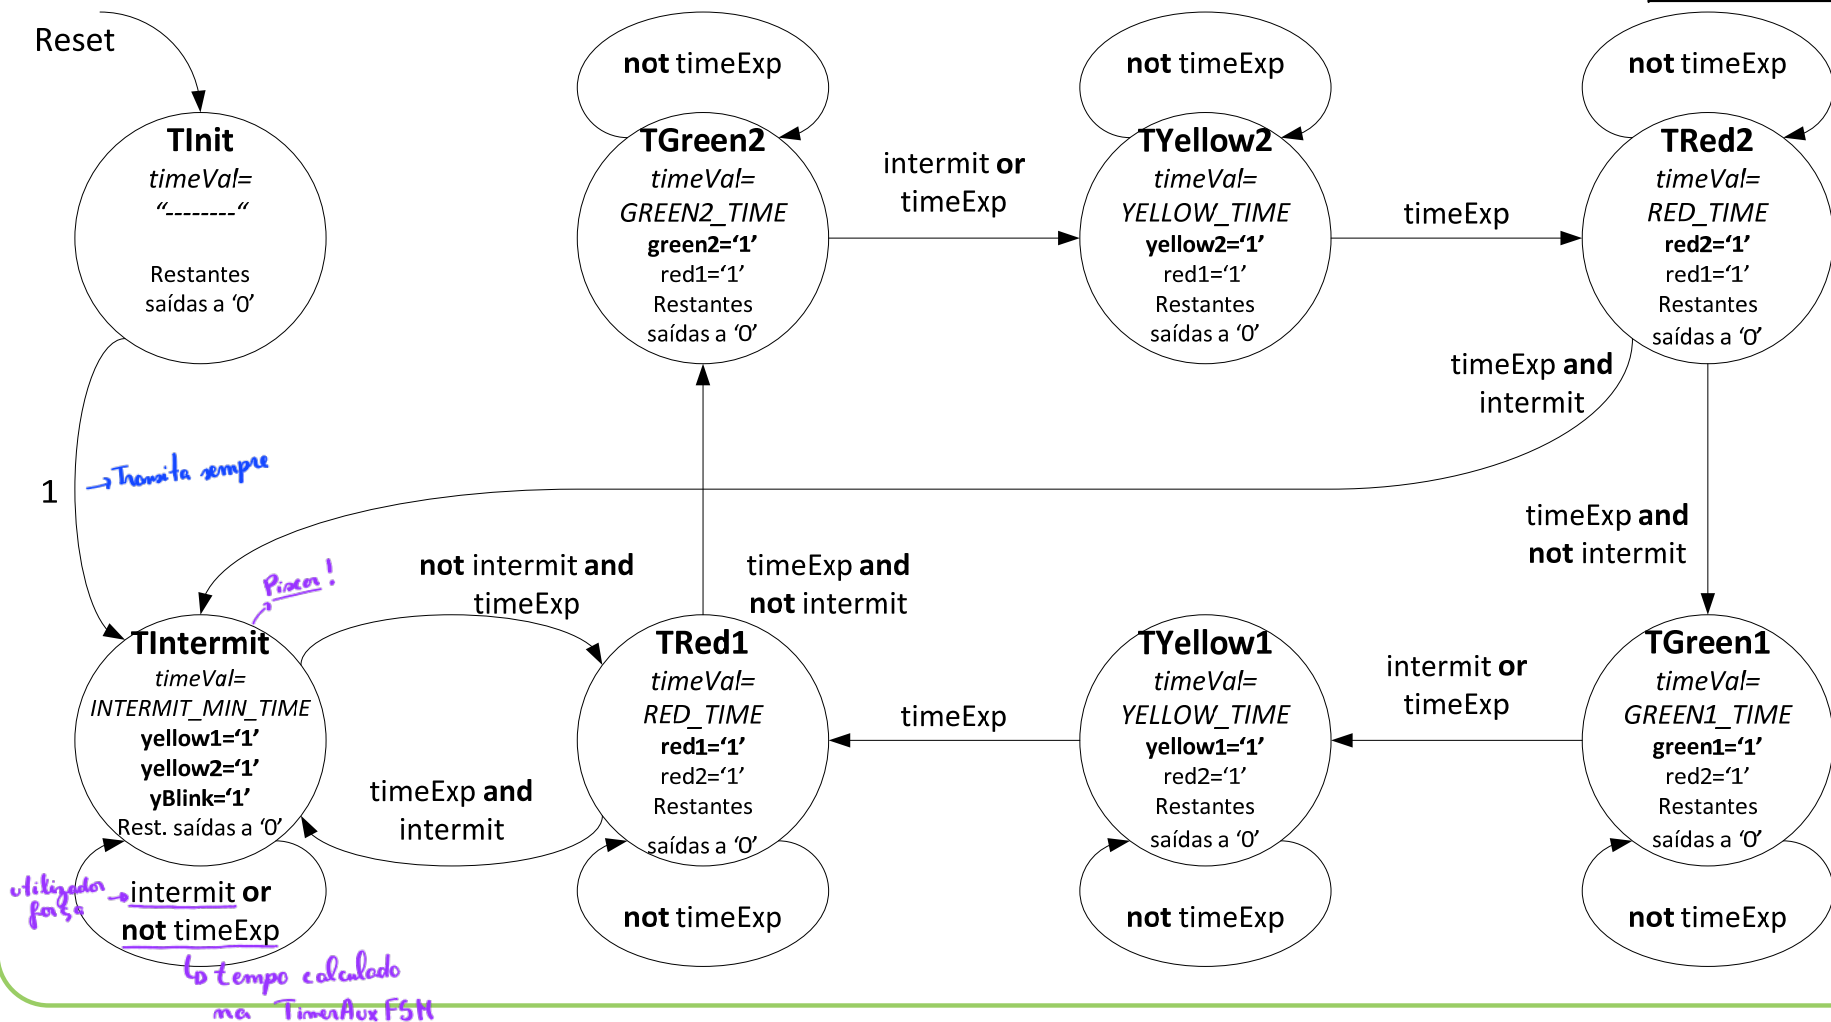 Reset
not timeExp
not timeExp
not timeExp
TInit
timeVal=
“--------“
Restantes
saídas a ‘0’
TGreen2
timeVal=
GREEN2_TIME
green2=‘1’
red1=‘1’
Restantes
saídas a ‘0’
intermit or
timeExp
TYellow2
timeVal=
YELLOW_TIME
yellow2=‘1’
red1=‘1’
Restantes
saídas a ‘0’
timeExp
TRed2
timeVal=
RED_TIME
red2=‘1’
red1=‘1’
Restantes
saídas a ‘0’
timeExp and
intermit
1
→ Transita sempre
timeExp and
not intermit
Piscar!
not intermit and
timeExp
timeExp and
not intermit
TIntermit
timeVal=
INTERMIT_MIN_TIME
yellow1=‘1’
yellow2=‘1’
yBlink=‘1’
Rest. saídas a ‘0’
timeExp and
intermit
TRed1
timeVal=
RED_TIME
red1=‘1’
red2=‘1’
Restantes
saídas a ‘0’
timeExp
TYellow1
timeVal=
YELLOW_TIME
yellow1=‘1’
red2=‘1’
Restantes
saídas a ‘0’
intermit or
timeExp
TGreen1
timeVal=
GREEN1_TIME
green1=‘1’
red2=‘1’
Restantes
saídas a ‘0’
utilizador
força
intermit or
not timeExp
not timeExp
not timeExp
not timeExp
tempo calculado
na TimerAuxFSM